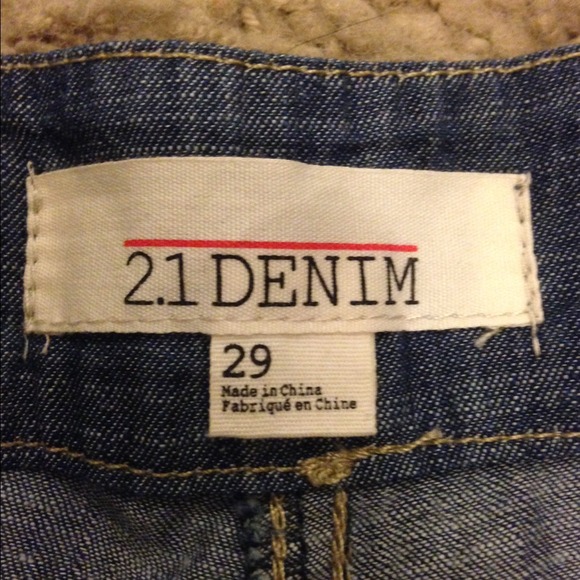 2.1 DENIM
29
Made in China
Fabriqué en Chine